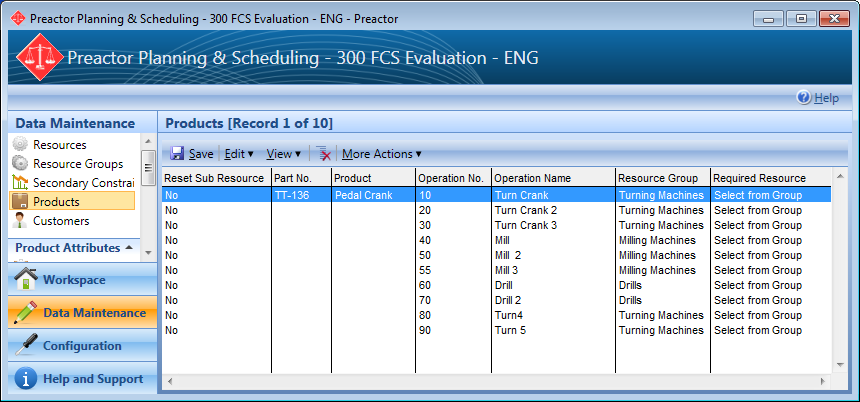 Preactor Planning & Scheduling - 300 FCS Evaluation - ENG - Preactor
Preactor Planning & Scheduling - 300 FCS Evaluation - ENG
Help
Data Maintenance
Resources
Resource Groups
Secondary Constrai
Products
Customers
Product Attributes
Workspace
Data Maintenance
Configuration
Help and Support
Products [Record 1 of 10]
Save Edit View More Actions
Reset Sub Resource Part No. Product Operation No. Operation Name Resource Group Required Resource
No TT-136 Pedal Crank 10 Turn Crank Turning Machines Select from Group
No 20 Turn Crank 2 Turning Machines Select from Group
No 30 Turn Crank 3 Turning Machines Select from Group
No 40 Mill Milling Machines Select from Group
No 50 Mill 2 Milling Machines Select from Group
No 55 Mill 3 Milling Machines Select from Group
No 60 Drill Drills Select from Group
No 70 Drill 2 Drills Select from Group
No 80 Turn4 Turning Machines Select from Group
No 90 Turn 5 Turning Machines Select from Group